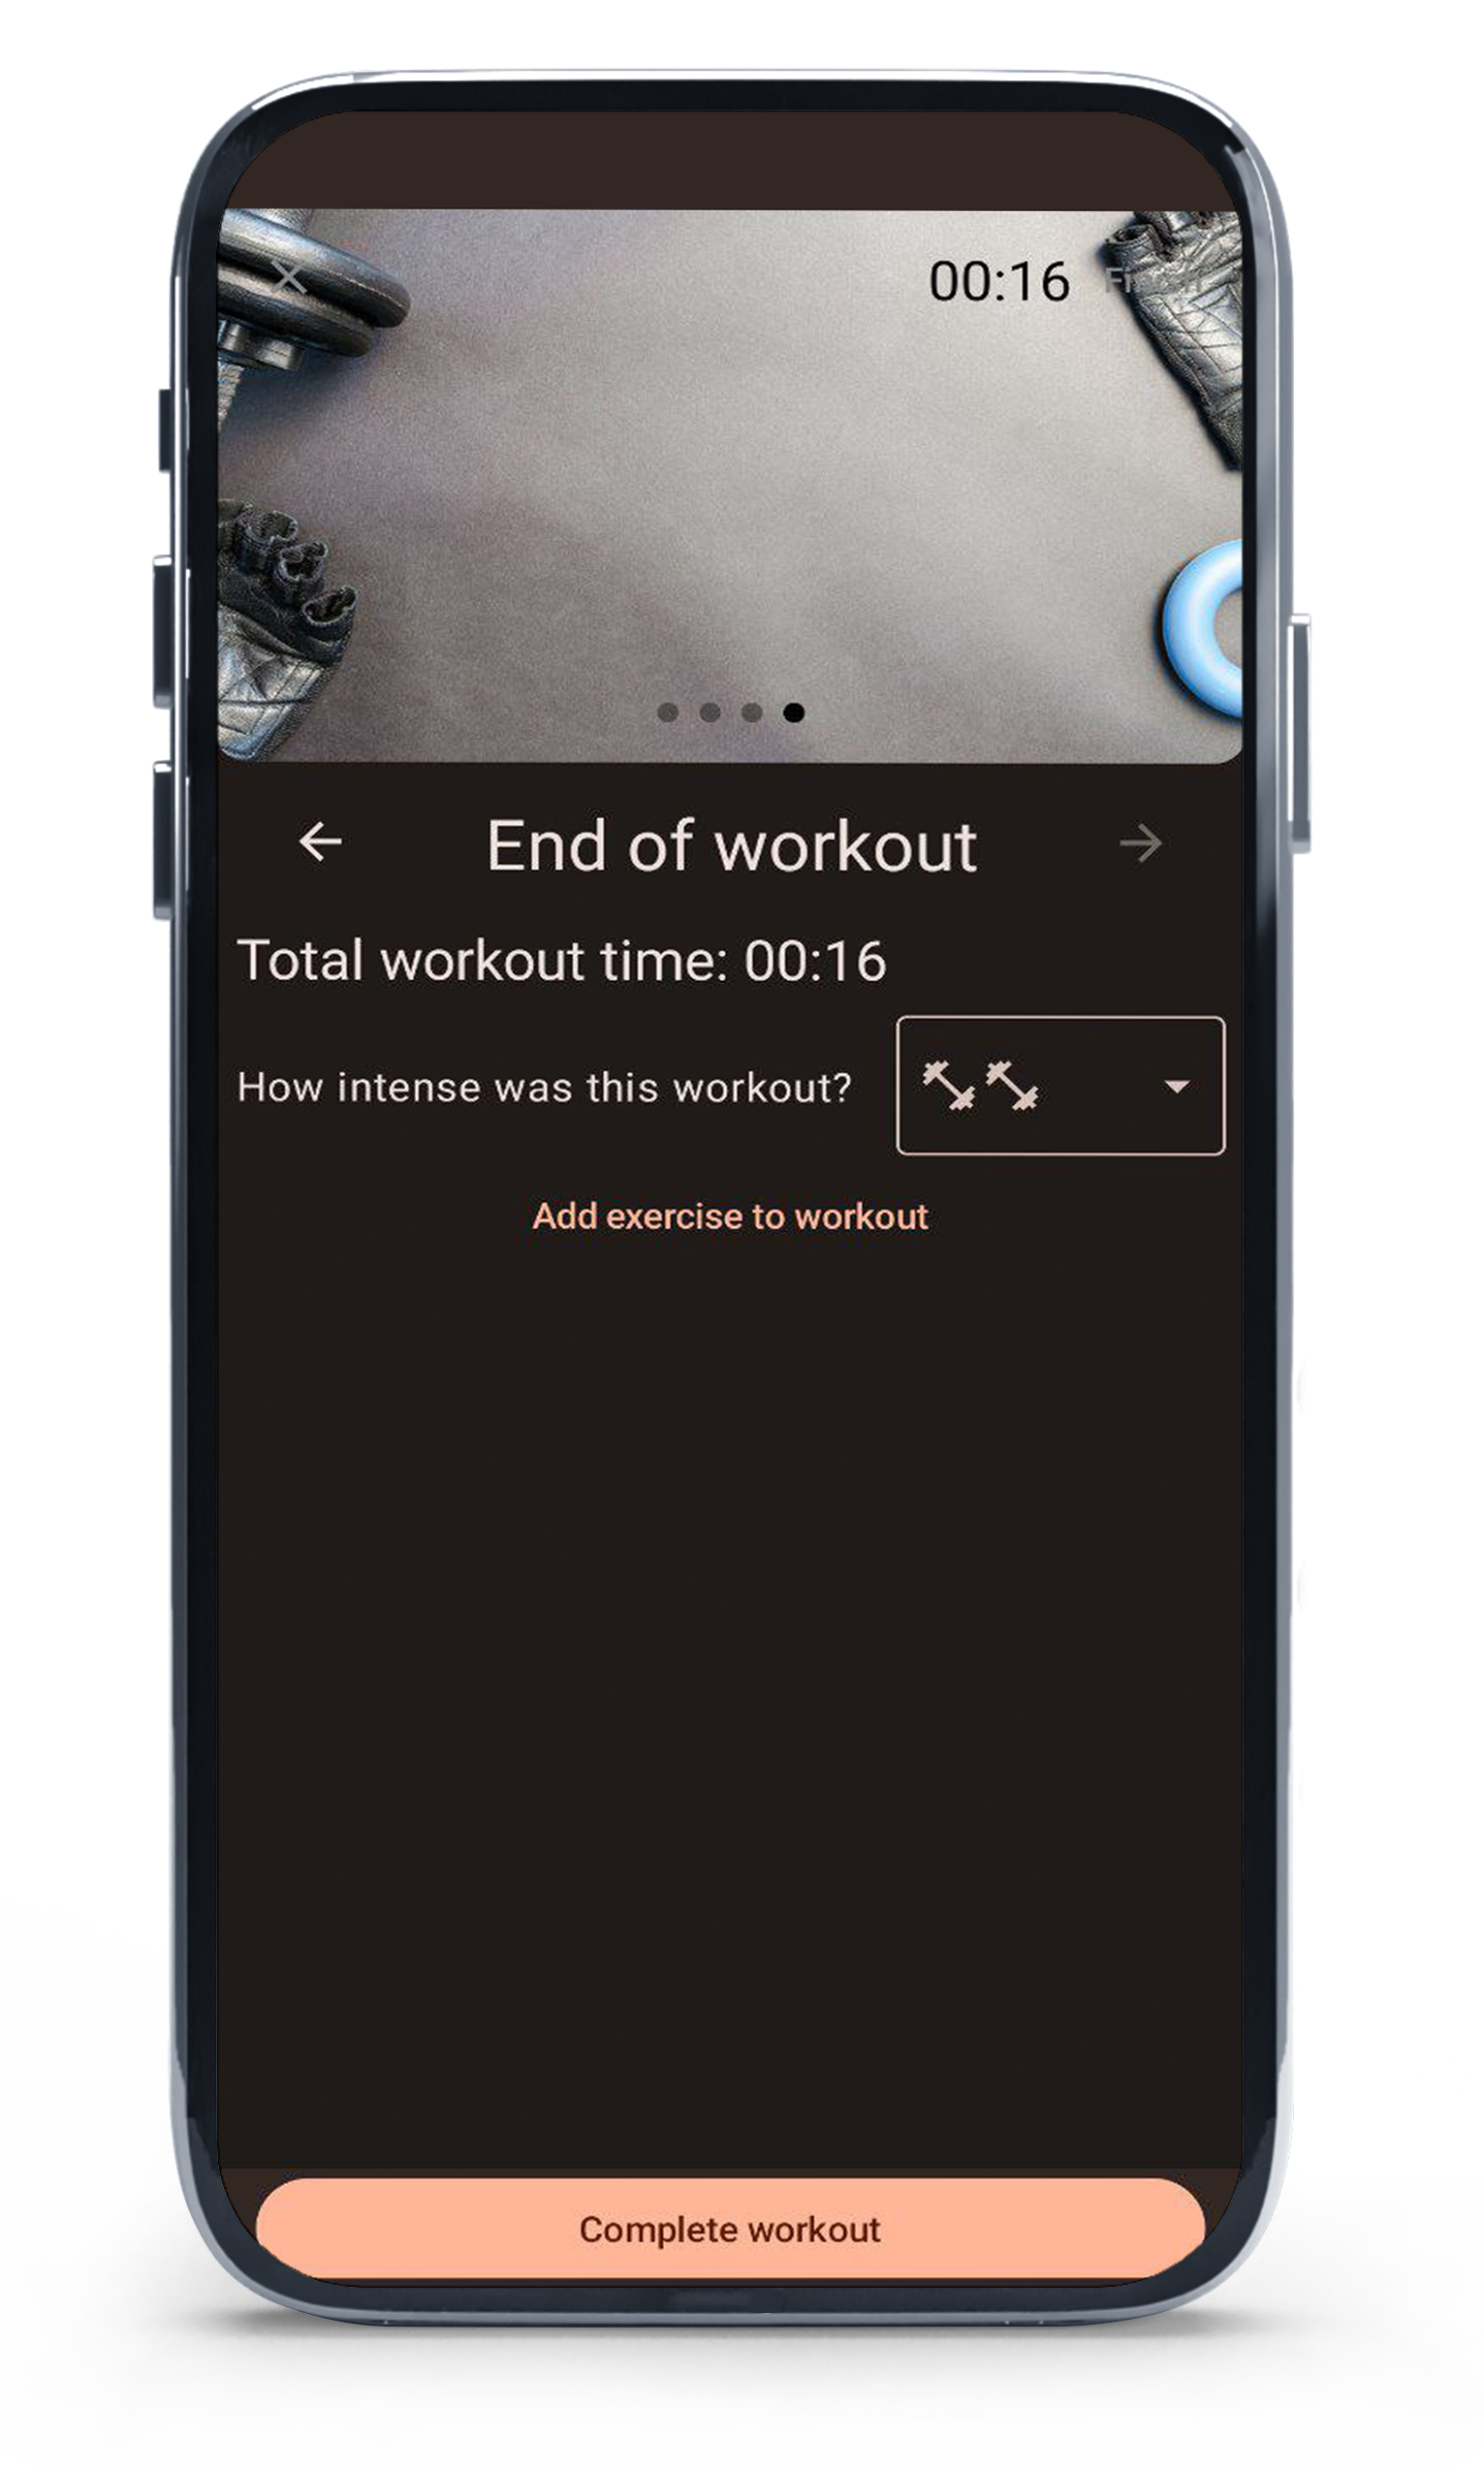 00:16
End of workout
Total workout time: 00:16
How intense was this workout?
Add exercise to workout
Complete workout